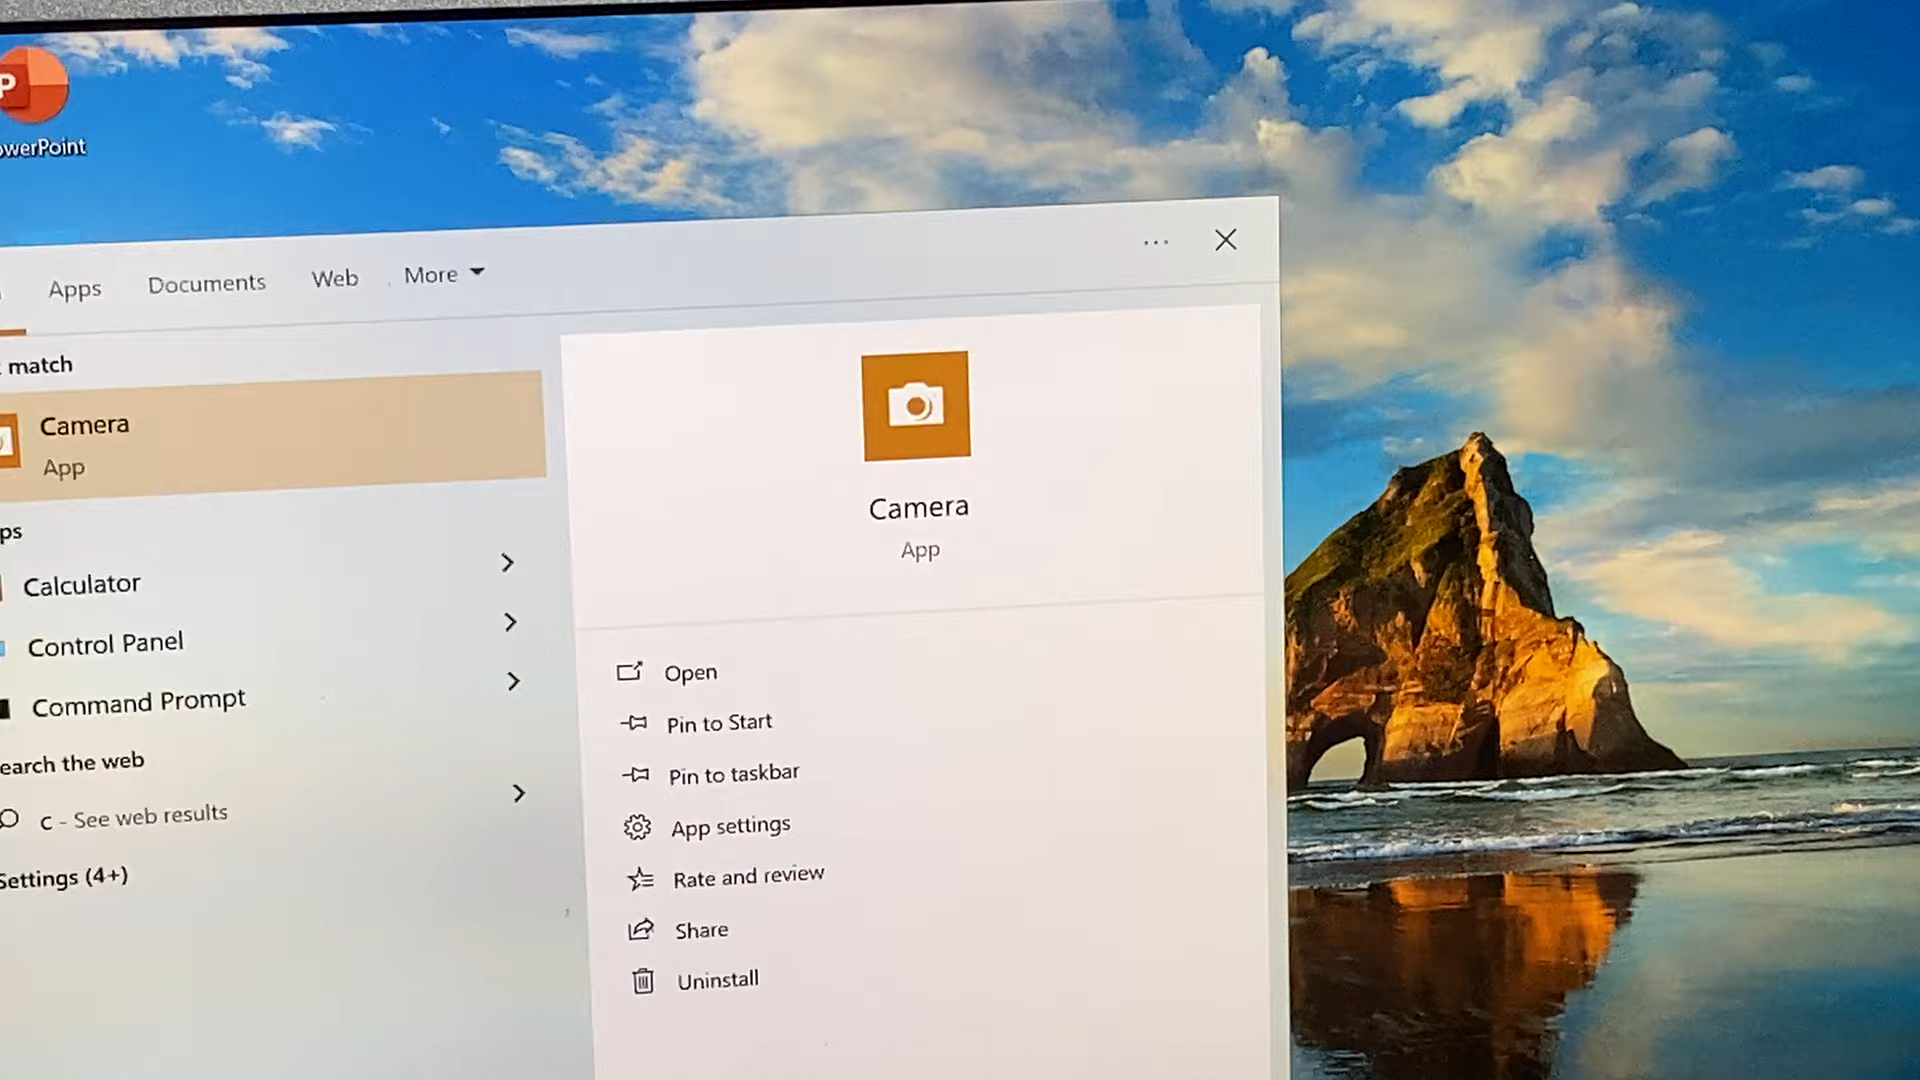 P
owerPoint
Apps Documents Web More
match
Camera
App
ps
Calculator
Control Panel
Command Prompt
earch the web
c - See web results
Settings (4+)
Camera
App
Open
Pin to Start
Pin to taskbar
App settings
Rate and review
Share
Uninstall